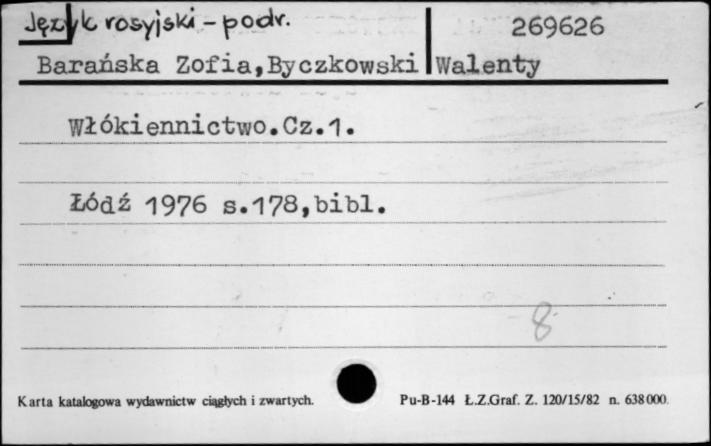 Język rosyjski - podr.
269626
Barańska Zofia,Byczkowski Walenty
Włókiennictwo.Cz.1.
Łódź 1976 s.178,bibl.
8
Karta katalogowa wydawnictw ciągłych i zwartych.
Pu-B-144 Ł.Z.Graf. Z. 120/15/82 n. 638000.